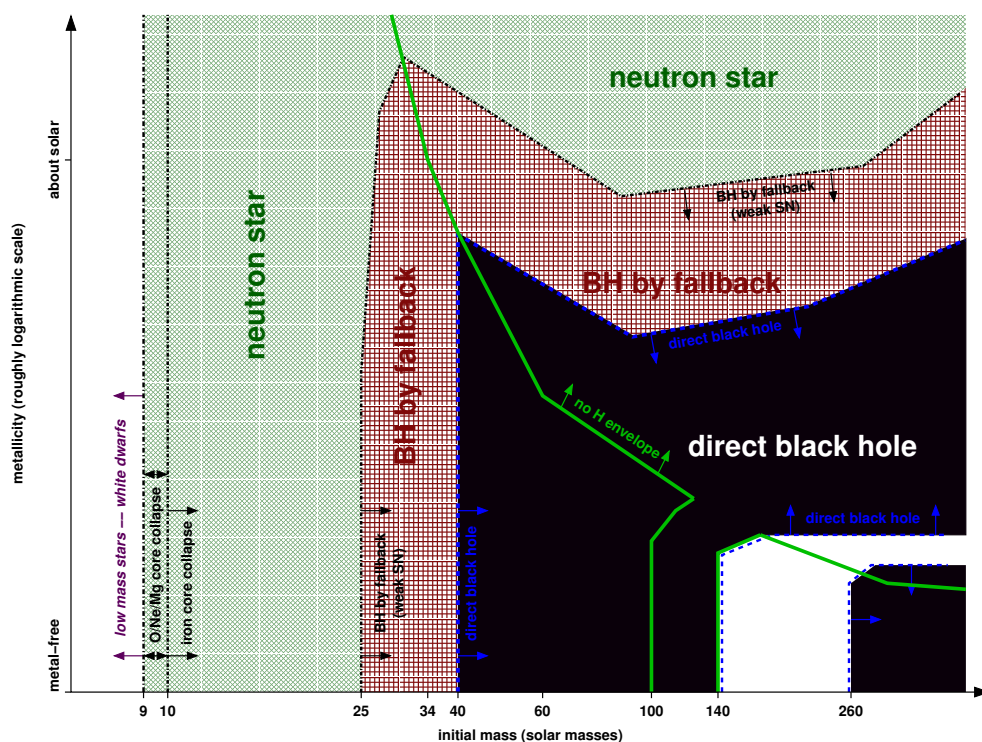 metallicity (roughly logarithmic scale)
about solar
metal–free
low mass stars –– white dwarfs
O/Ne/Mg core collapse
iron core collapse
neutron star
neutron star
BH by fallback
(weak SN)
BH by fallback
BH by fallback
BH by fallback
(weak SN)
direct black hole
direct black hole
no H envelope
direct black hole
direct black hole
9 10 25 34 40 60 100 140 260
initial mass (solar masses)